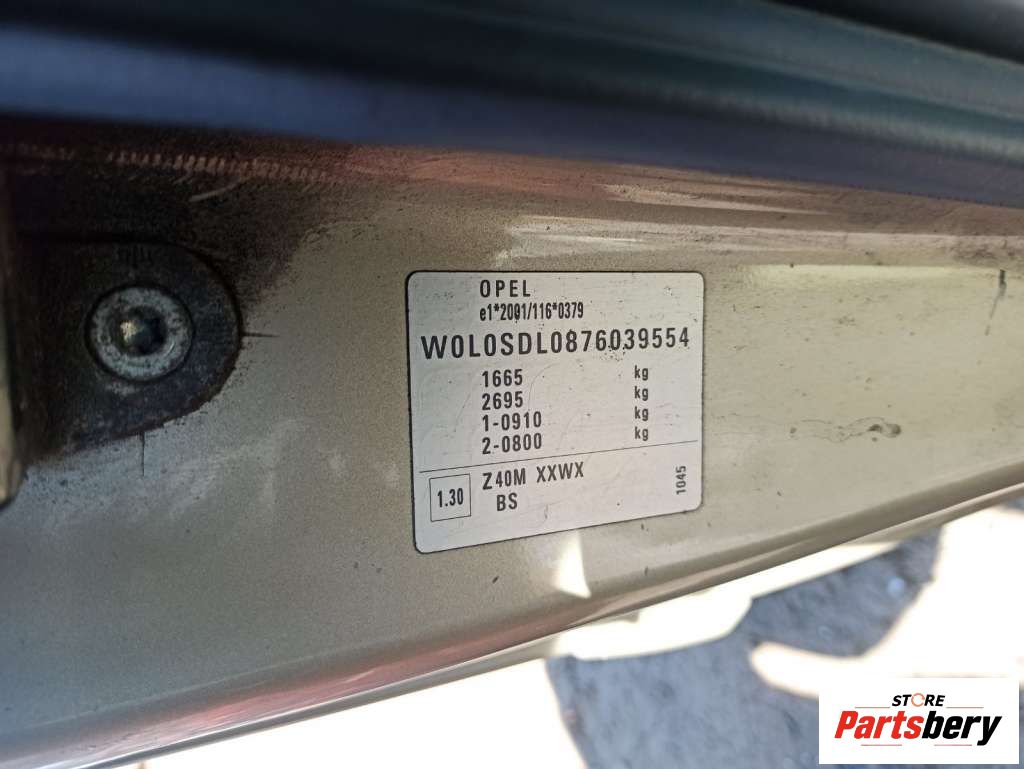 OPEL
e1*2001/116*0379
W0L0SDL0876039554
1665 kg
2695 kg
1-0910 kg
2-0800 kg
1.30 Z40M XXWX
BS
1045
STORE
Partsbery